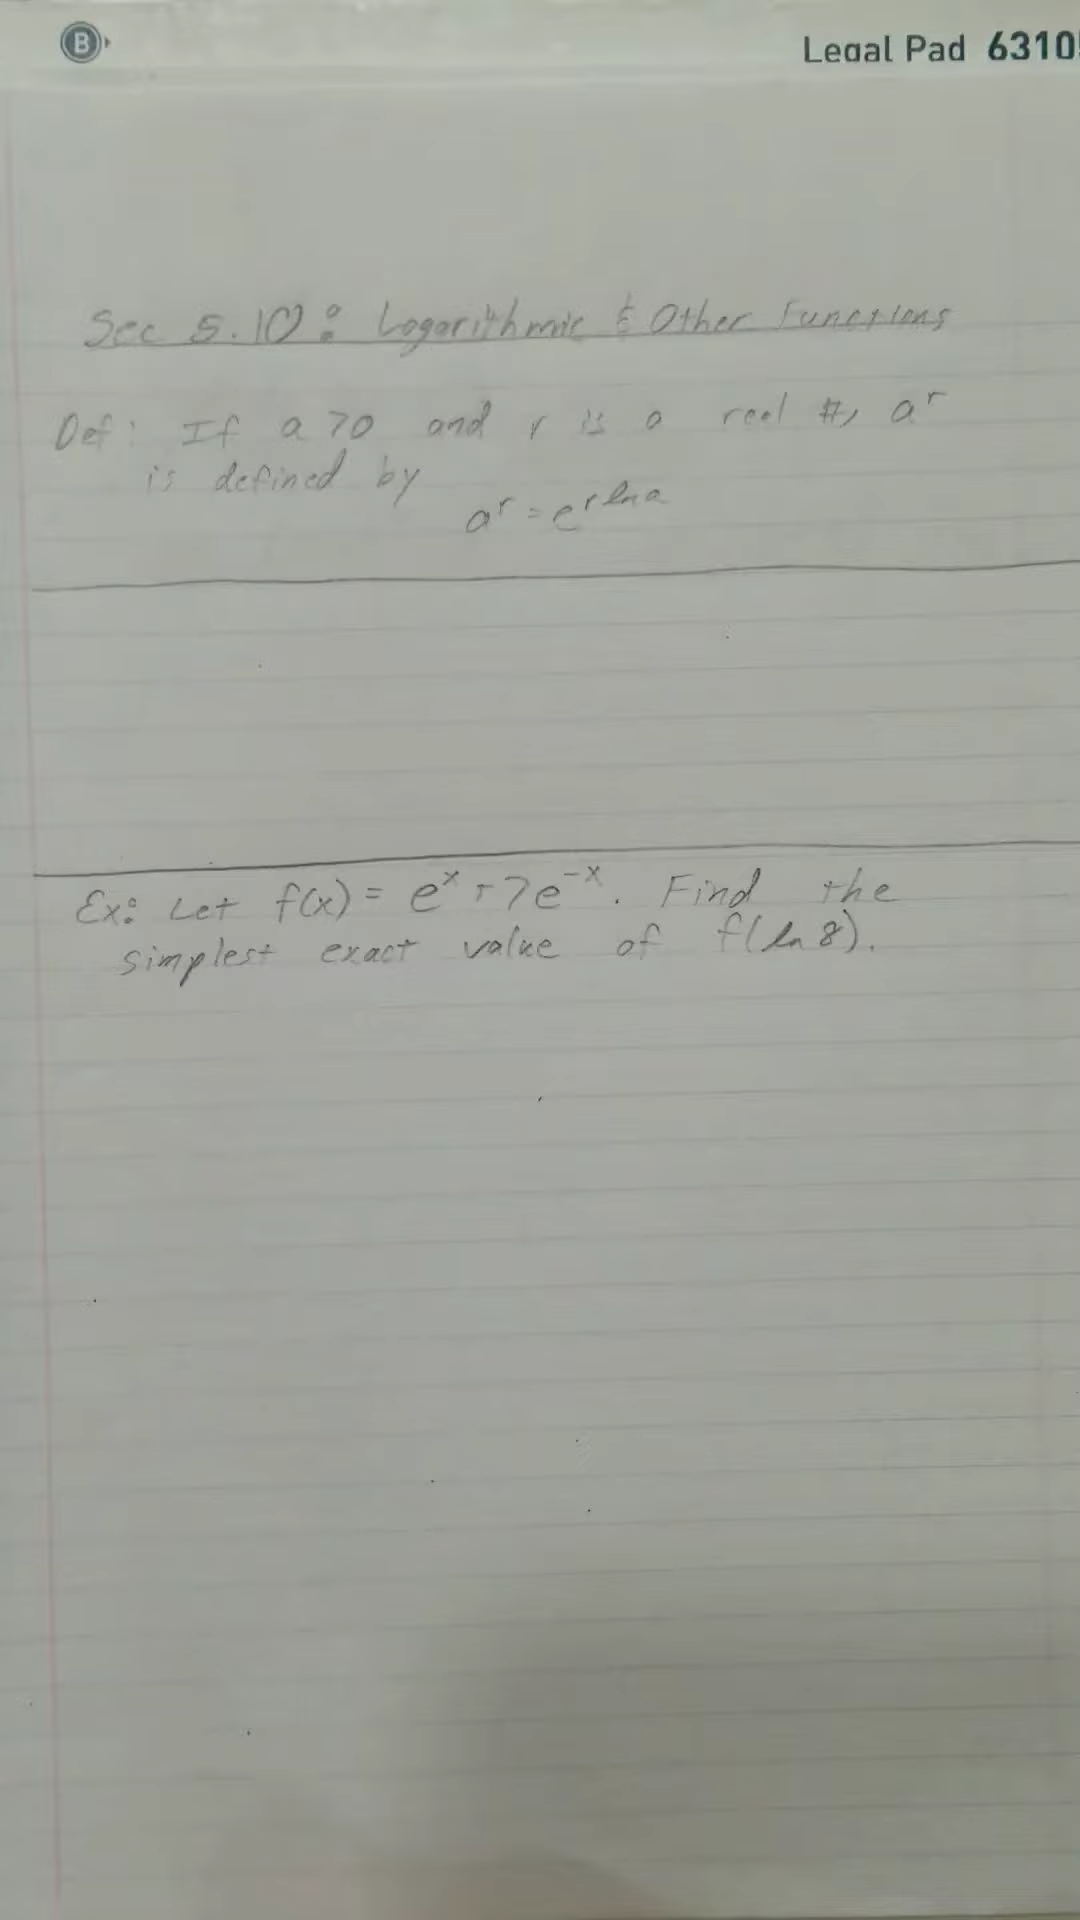 B
Legal Pad 6310
Sec 5.10: Logarithmic & Other Functions
Def: If a > 0 and r is a real #, a^r
is defined by
a^r = e^{r ln a}
Ex: Let f(x) = e^x + 7e^{-x}. Find the
simplest exact value of f(ln 8).